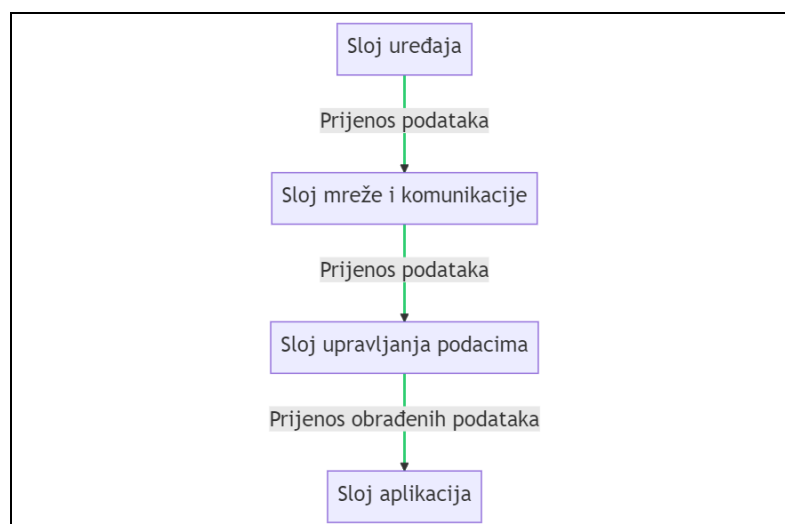 Sloj uređaja
Prijenos podataka
Sloj mreže i komunikacije
Prijenos podataka
Sloj upravljanja podacima
Prijenos obrađenih podataka
Sloj aplikacija